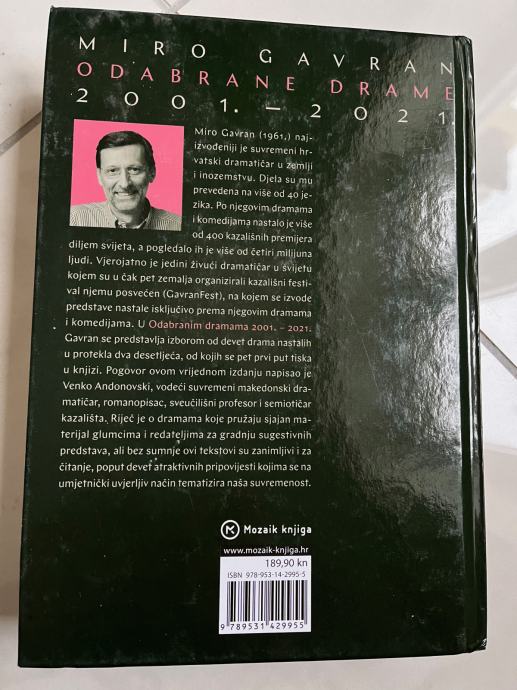 MIRO GAVRAN
ODABRANE DRAME
2001. – 2021.
Miro Gavran (1961.) naj-
izvođeniji je suvremeni hr-
vatski dramatičar u zemlji
i inozemstvu. Djela su mu
prevedena na više od 40 je-
zika. Po njegovim dramama
i komedijama nastalo je više
od 400 kazališnih premijera
diljem svijeta, a pogledalo ih je više od četiri milijuna
ljudi. Vjerojatno je jedini živući dramatičar u svijetu
kojem su u čak pet zemalja organizirali kazališni festi-
val njemu posvećen (GavranFest), na kojem se izvode
predstave nastale isključivo prema njegovim dramama
i komedijama. U Odabranim dramama 2001. – 2021.
Gavran se predstavlja izborom od devet drama nastalih
u protekla dva desetljeća, od kojih se pet prvi put tiska
u knjizi. Pogovor ovom vrijednom izdanju napisao je
Venko Andonovski, vodeći suvremeni makedonski dra-
matičar, romanopisac, sveučilišni profesor i semiotičar
kazališta. Riječ je o dramama koje pružaju sjajan ma-
terijal glumcima i redateljima za gradnju sugestivnih
predstava, ali bez sumnje ovi tekstovi su zanimljivi i za
čitanje, poput devet atraktivnih pripovijesti kojima se na
umjetnički uvjerljiv način tematizira naša suvremenost.
Mozaik knjiga
www.mozaik-knjiga.hr
189,90 kn
ISBN 978-953-14-2995-5
9 789531 429955